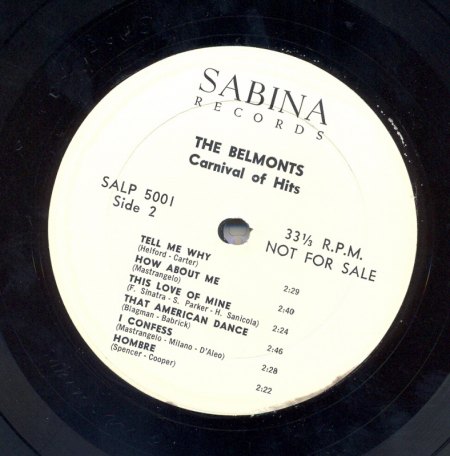 SABINA
RECORDS
THE BELMONTS
Carnival of Hits
SALP 5001
Side 2
33⅓ R.P.M.
NOT FOR SALE
TELL ME WHY
(Helford - Carter) 2:29
HOW ABOUT ME
(Mastrangelo) 2:40
THIS LOVE OF MINE
(F. Sinatra - S. Parker - H. Sanicola) 2:24
THAT AMERICAN DANCE
(Blagman - Babrick) 2:46
I CONFESS
(Mastrangelo - Milano - D'Aleo) 2:28
HOMBRE
(Spencer - Cooper) 2:22